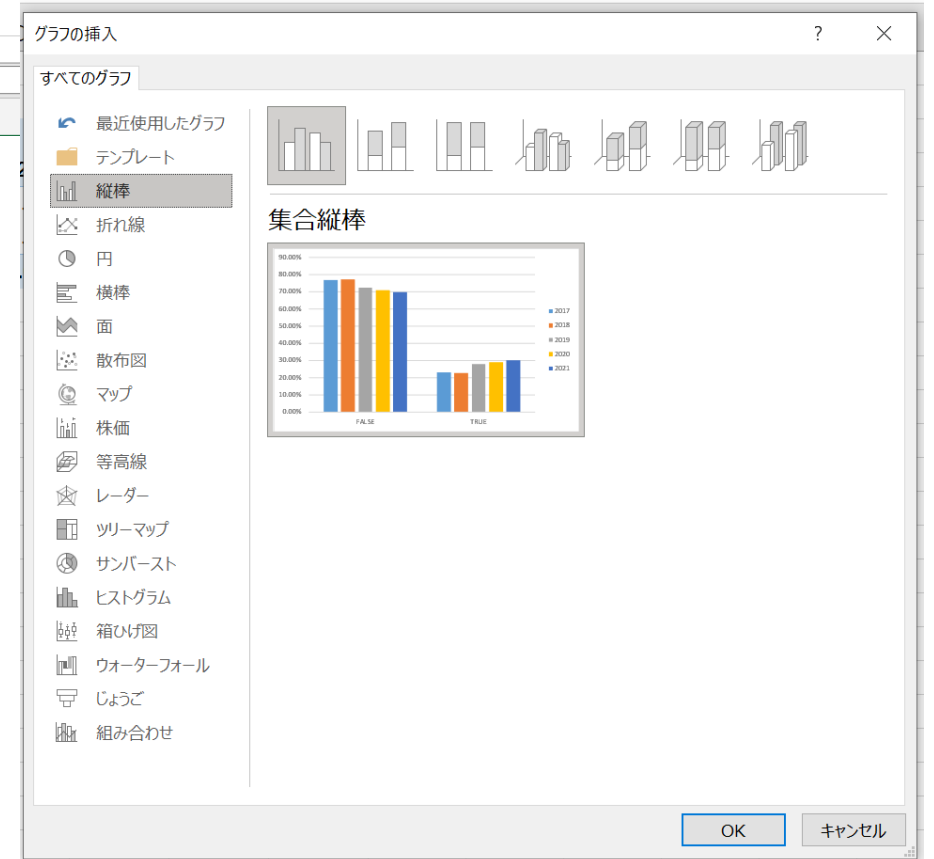 グラフの挿入
?
すべてのグラフ
最近使用したグラフ
テンプレート
縦棒
折れ線
円
横棒
面
散布図
マップ
株価
等高線
レーダー
ツリーマップ
サンバースト
ヒストグラム
箱ひげ図
ウォーターフォール
じょうご
組み合わせ
集合縦棒
90.00%
80.00%
70.00%
60.00%
50.00%
40.00%
30.00%
20.00%
10.00%
0.00%
FALSE TRUE
2017
2018
2019
2020
2021
OK キャンセル